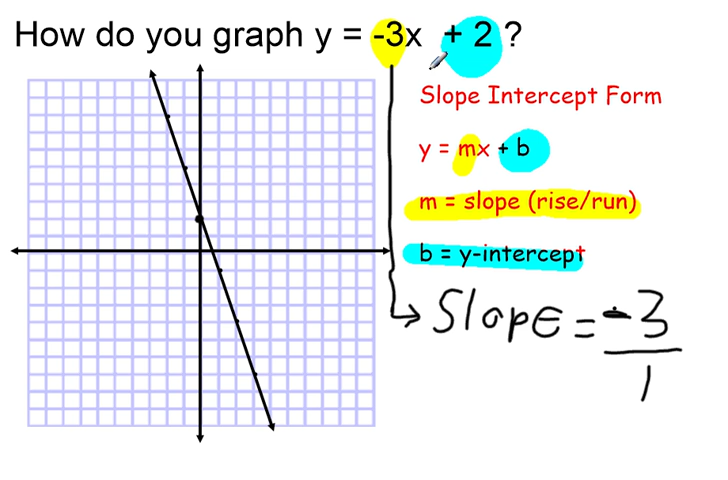 How do you graph y = -3x + 2 ?
Slope Intercept Form
y = mx + b
m = slope (rise/run)
b = y-intercept
SlopE = -3
1